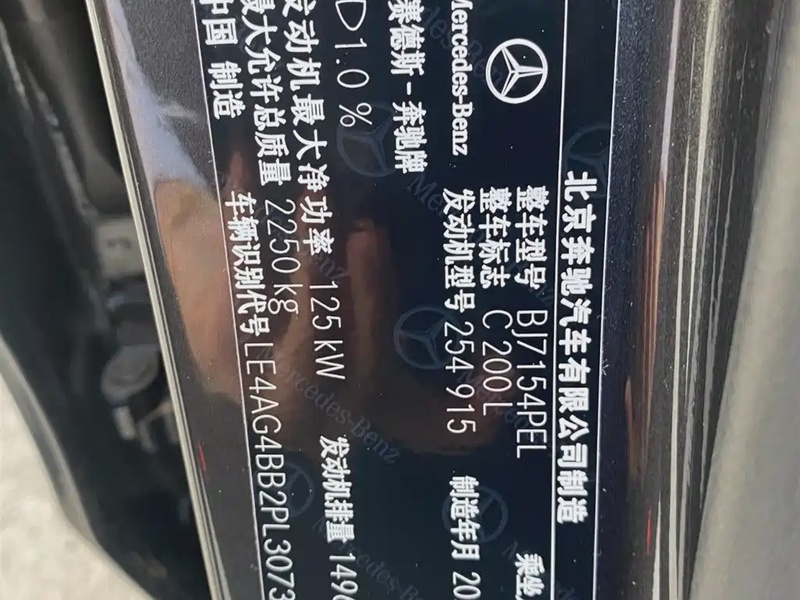 北京奔驰汽车有限公司制造
Mercedes-Benz
整车型号 BJ7154PEL
乘坐
整车标志 C 200 L
发动机型号 254 915
制造年月 20
赛德斯-奔驰牌
D1.0 %
发动机最大净功率 125 kW
发动机排量 149
最大允许总质量 2250 kg
中国 制造
车辆识别代号 LE4AG4BB2PL3073